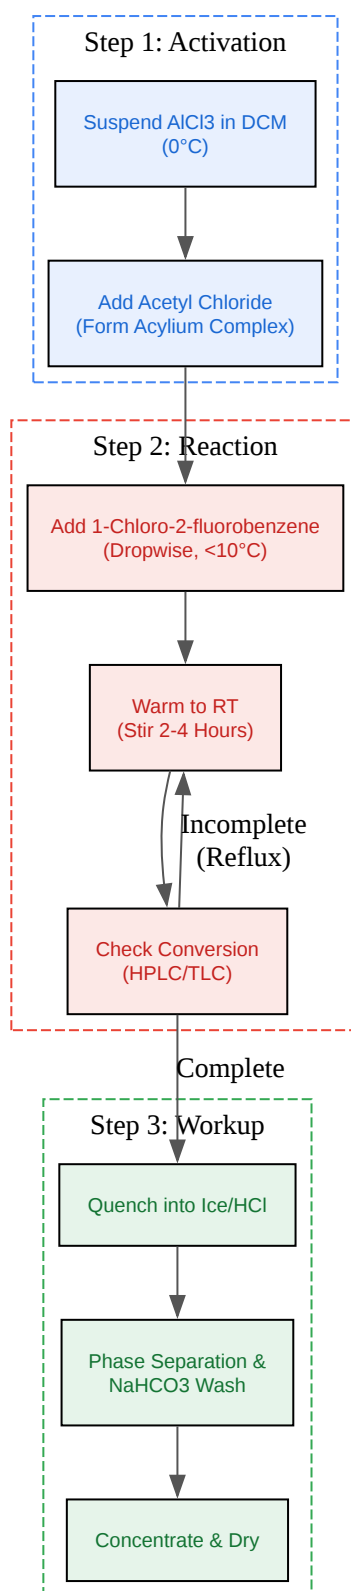 Step 1: Activation
Suspend AlCl3 in DCM
(0°C)
Add Acetyl Chloride
(Form Acylium Complex)
Step 2: Reaction
Add 1-Chloro-2-fluorobenzene
(Dropwise, <10°C)
Warm to RT
(Stir 2-4 Hours)
Incomplete
(Reflux)
Check Conversion
(HPLC/TLC)
Complete
Step 3: Workup
Quench into Ice/HCl
Phase Separation &
NaHCO3 Wash
Concentrate & Dry